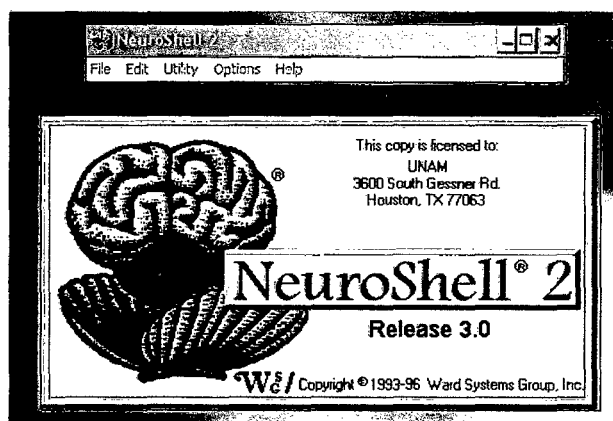 NeuroShell 2
File Edit Utility Options Help
This copy is licensed to:
UNAM
3600 South Gessner Rd.
Houston, TX 77063
®
NeuroShell® 2
Release 3.0
Copyright © 1993-96 Ward Systems Group, Inc.